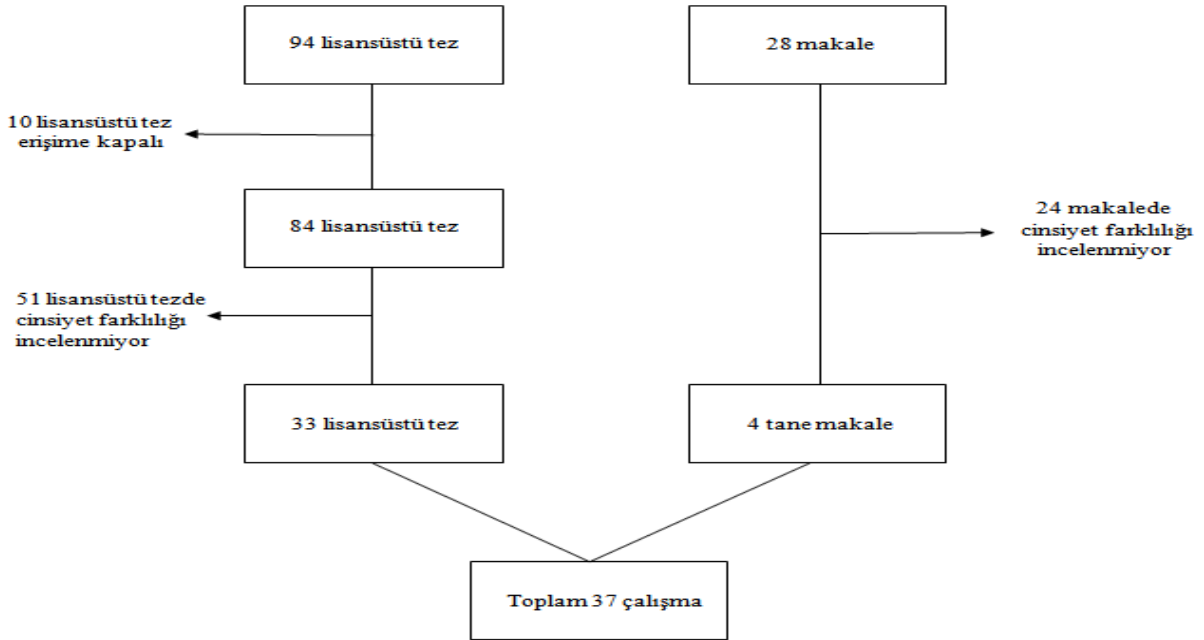 94 lisansüstü tez
28 makale
10 lisansüstü tez
erişime kapalı
84 lisansüstü tez
24 makalede
cinsiyet farklılığı
incelenmiyor
51 lisansüstü tezde
cinsiyet farklılığı
incelenmiyor
33 lisansüstü tez
4 tane makale
Toplam 37 çalışma